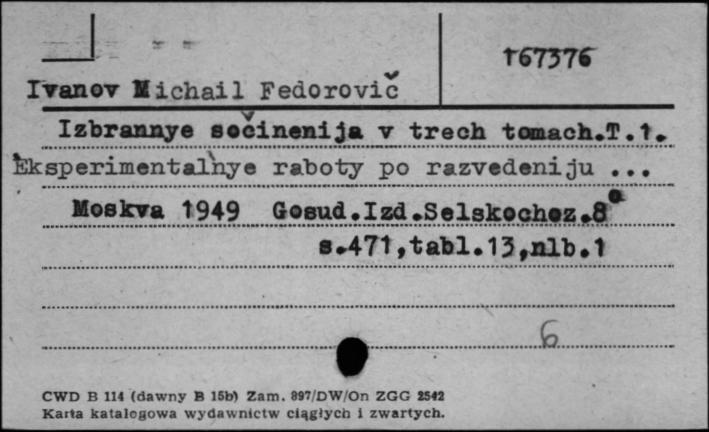 167376
Ivanov Michail Fedorovič
Izbrannye sočinenija v trech tomach.T.1.
Eksperimentalnye raboty po razvedeniju ...
Moskva 1949 Gosud.Izd.Selskochoz.8°
s.471,tabl.13,nlb.1
6
CWD B 114 (dawny B 15b) Zam. 897/DW/On ZGG 2542
Karta katalogowa wydawnictw ciągłych i zwartych.